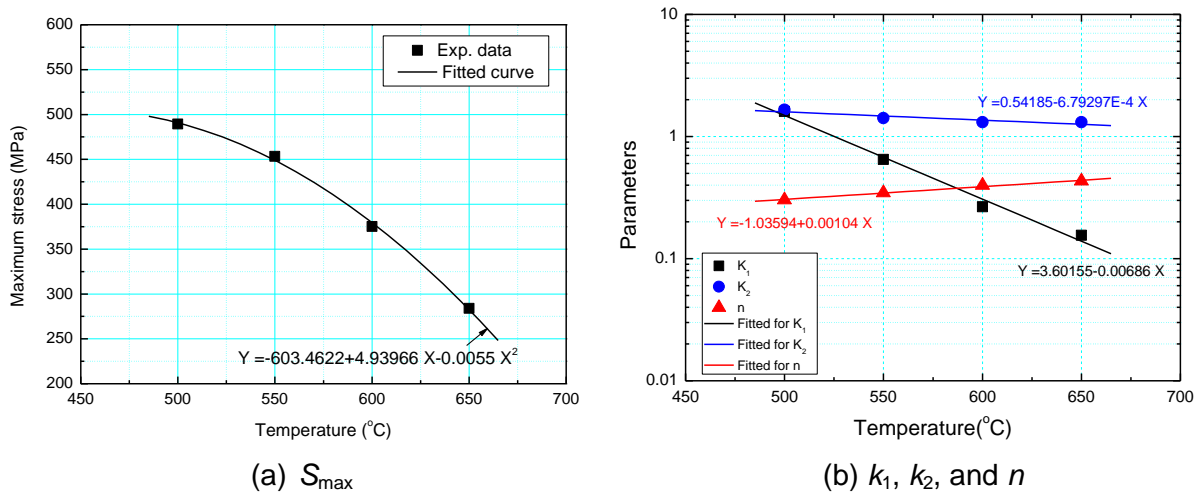 600
550
500
450
400
350
300
250
200
Maximum stress (MPa)
Exp. data
Fitted curve
Y =-603.4622+4.93966 X-0.0055 X²
450 500 550 600 650 700
Temperature (°C)
(a) Smax
10
1
0.1
0.01
Parameters
Y =0.54185-6.79297E-4 X
Y=-1.03594+0.00104 X
Y =3.60155-0.00686 X
K₁
K₂
n
Fitted for K₁
Fitted for K₂
Fitted for n
450 500 550 600 650 700
Temperature(°C)
(b) k₁, k₂, and n